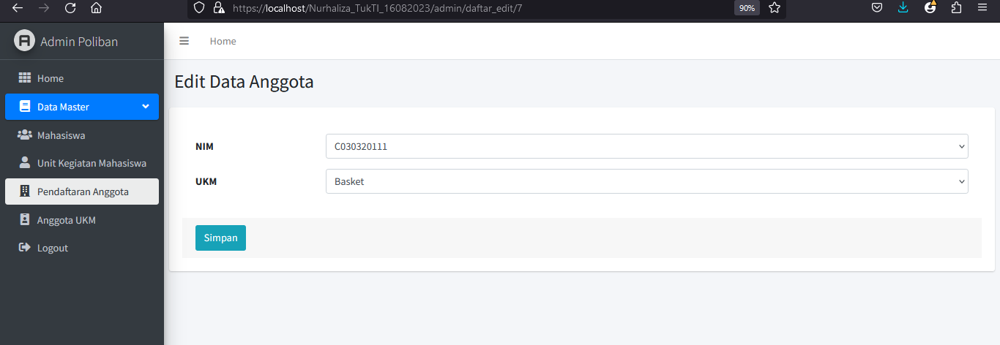 https://localhost/Nurhaliza_TukTI_16082023/admin/daftar_edit/7
90%
A Admin Poliban
Home
Home
Data Master
Mahasiswa
Unit Kegiatan Mahasiswa
Pendaftaran Anggota
Anggota UKM
Logout
Edit Data Anggota
NIM C030320111
UKM Basket
Simpan